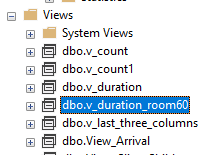 Views
System Views
dbo.v_count
dbo.v_count1
dbo.v_duration
dbo.v_duration_room60
dbo.v_last_three_columns
dbo.View_Arrival